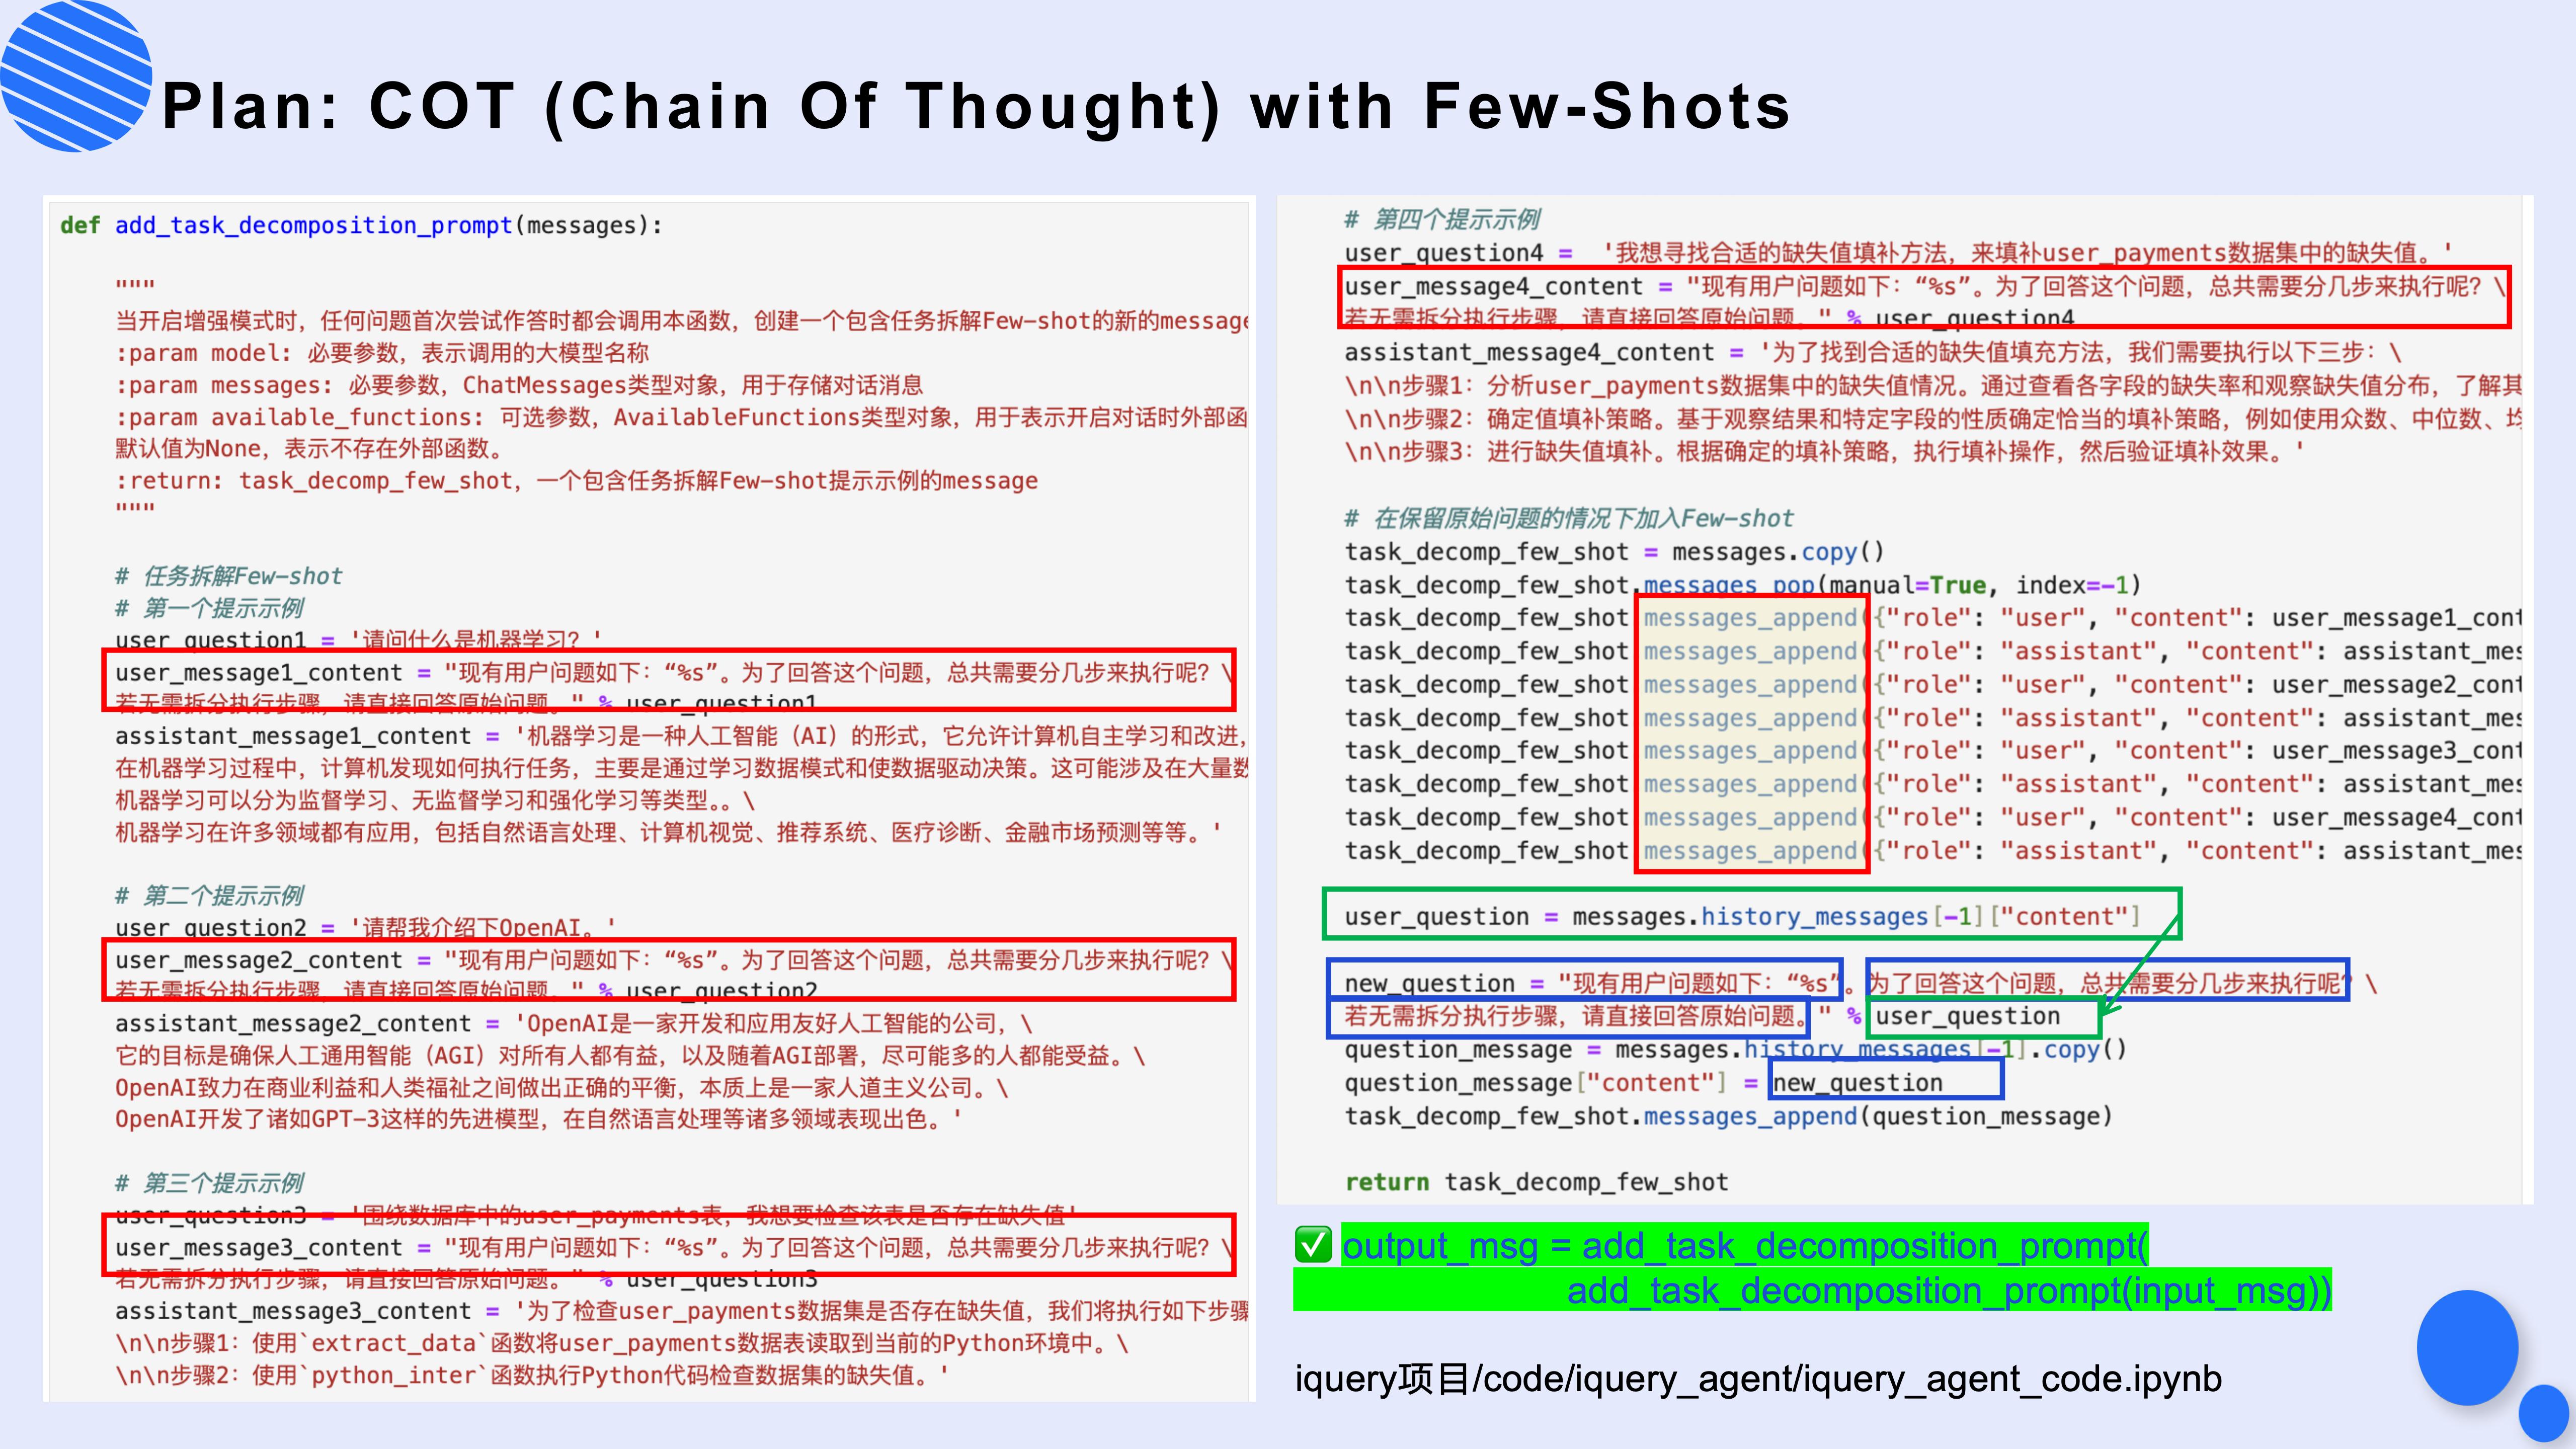 Plan: COT (Chain Of Thought) with Few-Shots
def add_task_decomposition_prompt(messages):
"""
当开启增强模式时，任何问题首次尝试作答时都会调用本函数，创建一个包含任务拆解Few-shot的新的message
:param model: 必要参数，表示调用的大模型名称
:param messages: 必要参数，ChatMessages类型对象，用于存储对话消息
:param available_functions: 可选参数，AvailableFunctions类型对象，用于表示开启对话时外部函
默认值为None，表示不存在外部函数。
:return: task_decomp_few_shot，一个包含任务拆解Few-shot提示示例的message
"""
# 任务拆解Few-shot
# 第一个提示示例
user_question1 = '请问什么是机器学习？'
user_message1_content = "现有用户问题如下：“%s”。为了回答这个问题，总共需要分几步来执行呢？\
若无需拆分执行步骤，请直接回答原始问题。" % user_question1
assistant_message1_content = '机器学习是一种人工智能（AI）的形式，它允许计算机自主学习和改进，
在机器学习过程中，计算机发现如何执行任务，主要是通过学习数据模式和使数据驱动决策。这可能涉及在大量数
机器学习可以分为监督学习、无监督学习和强化学习等类型。。\
机器学习在许多领域都有应用，包括自然语言处理、计算机视觉、推荐系统、医疗诊断、金融市场预测等等。'
# 第二个提示示例
user_question2 = '请帮我介绍下OpenAI。'
user_message2_content = "现有用户问题如下：“%s”。为了回答这个问题，总共需要分几步来执行呢？\
若无需拆分执行步骤，请直接回答原始问题。" % user_question2
assistant_message2_content = 'OpenAI是一家开发和应用友好人工智能的公司，\
它的目标是确保人工通用智能（AGI）对所有人都有益，以及随着AGI部署，尽可能多的人都能受益。\
OpenAI致力在商业利益和人类福祉之间做出正确的平衡，本质上是一家人道主义公司。\
OpenAI开发了诸如GPT-3这样的先进模型，在自然语言处理等诸多领域表现出色。'
# 第三个提示示例
user_question3 = '围绕数据库中的user_payments表，我想要检查该表是否存在缺失值'
user_message3_content = "现有用户问题如下：“%s”。为了回答这个问题，总共需要分几步来执行呢？\
若无需拆分执行步骤，请直接回答原始问题。" % user_question3
assistant_message3_content = '为了检查user_payments数据集是否存在缺失值，我们将执行如下步骤
\n\n步骤1：使用`extract_data`函数将user_payments数据表读取到当前的Python环境中。\
\n\n步骤2：使用`python_inter`函数执行Python代码检查数据集的缺失值。'
# 第四个提示示例
user_question4 =  '我想寻找合适的缺失值填补方法，来填补user_payments数据集中的缺失值。'
user_message4_content = "现有用户问题如下：“%s”。为了回答这个问题，总共需要分几步来执行呢？\
若无需拆分执行步骤，请直接回答原始问题。" % user_question4
assistant_message4_content = '为了找到合适的缺失值填充方法，我们需要执行以下三步：\
\n\n步骤1：分析user_payments数据集中的缺失值情况。通过查看各字段的缺失率和观察缺失值分布，了解其
\n\n步骤2：确定值填补策略。基于观察结果和特定字段的性质确定恰当的填补策略，例如使用众数、中位数、均
\n\n步骤3：进行缺失值填补。根据确定的填补策略，执行填补操作，然后验证填补效果。'
# 在保留原始问题的情况下加入Few-shot
task_decomp_few_shot = messages.copy()
task_decomp_few_shot.messages_pop(manual=True, index=-1)
task_decomp_few_shot.messages_append({"role": "user", "content": user_message1_cont
task_decomp_few_shot.messages_append({"role": "assistant", "content": assistant_mes
task_decomp_few_shot.messages_append({"role": "user", "content": user_message2_cont
task_decomp_few_shot.messages_append({"role": "assistant", "content": assistant_mes
task_decomp_few_shot.messages_append({"role": "user", "content": user_message3_cont
task_decomp_few_shot.messages_append({"role": "assistant", "content": assistant_mes
task_decomp_few_shot.messages_append({"role": "user", "content": user_message4_cont
task_decomp_few_shot.messages_append({"role": "assistant", "content": assistant_mes
user_question = messages.history_messages[-1]["content"]
new_question = "现有用户问题如下：“%s”。为了回答这个问题，总共需要分几步来执行呢？\
若无需拆分执行步骤，请直接回答原始问题。" % user_question
question_message = messages.history_messages[-1].copy()
question_message["content"] = new_question
task_decomp_few_shot.messages_append(question_message)
return task_decomp_few_shot
✅ output_msg = add_task_decomposition_prompt(
add_task_decomposition_prompt(input_msg))
iquery项目/code/iquery_agent/iquery_agent_code.ipynb